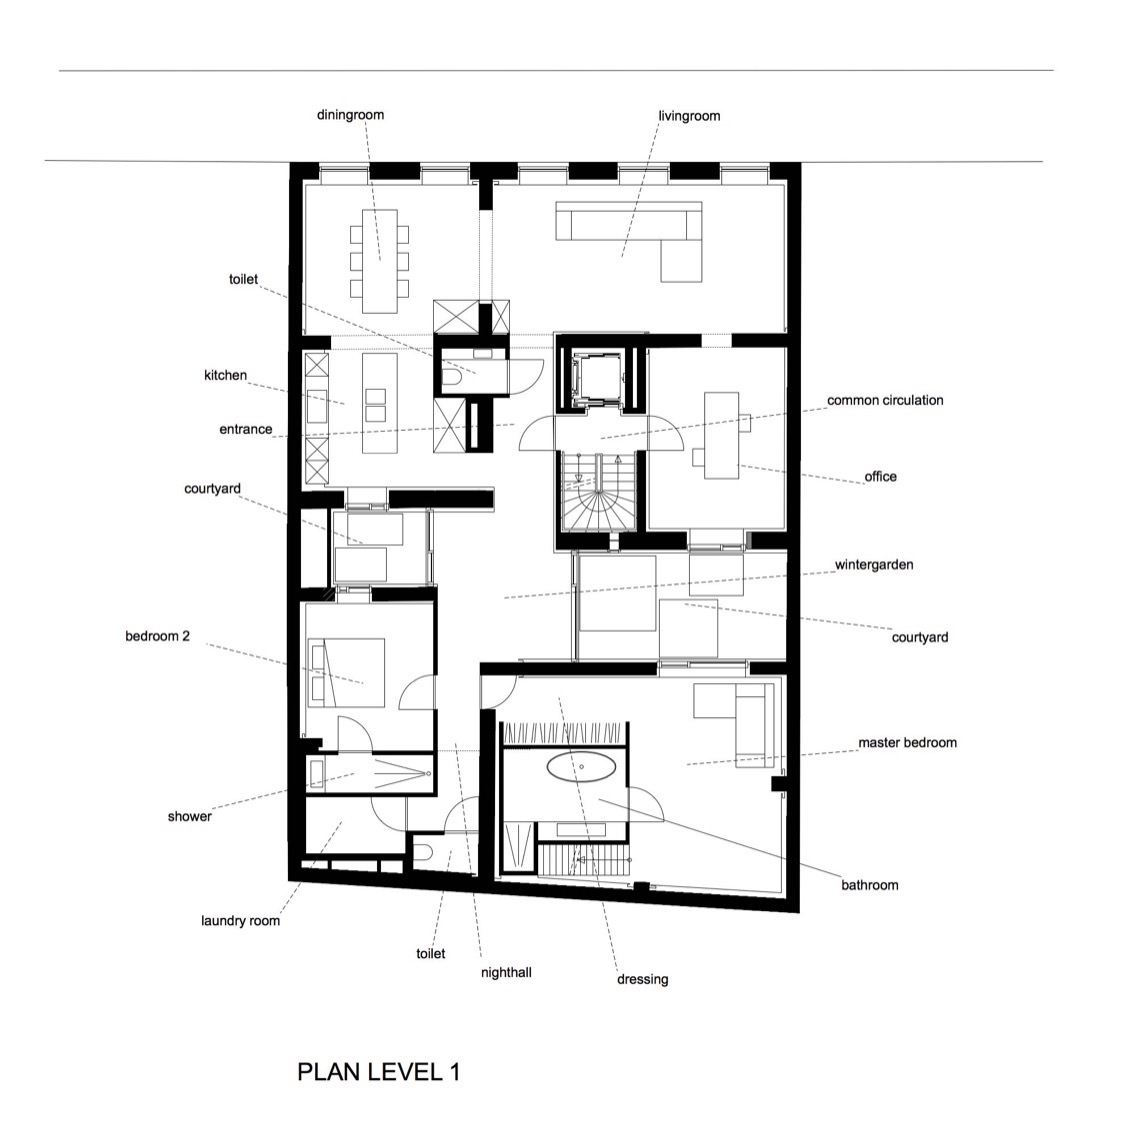 diningroom
livingroom
toilet
kitchen
common circulation
entrance
office
courtyard
wintergarden
bedroom 2
courtyard
master bedroom
shower
bathroom
laundry room
toilet
nighthall
dressing
PLAN LEVEL 1